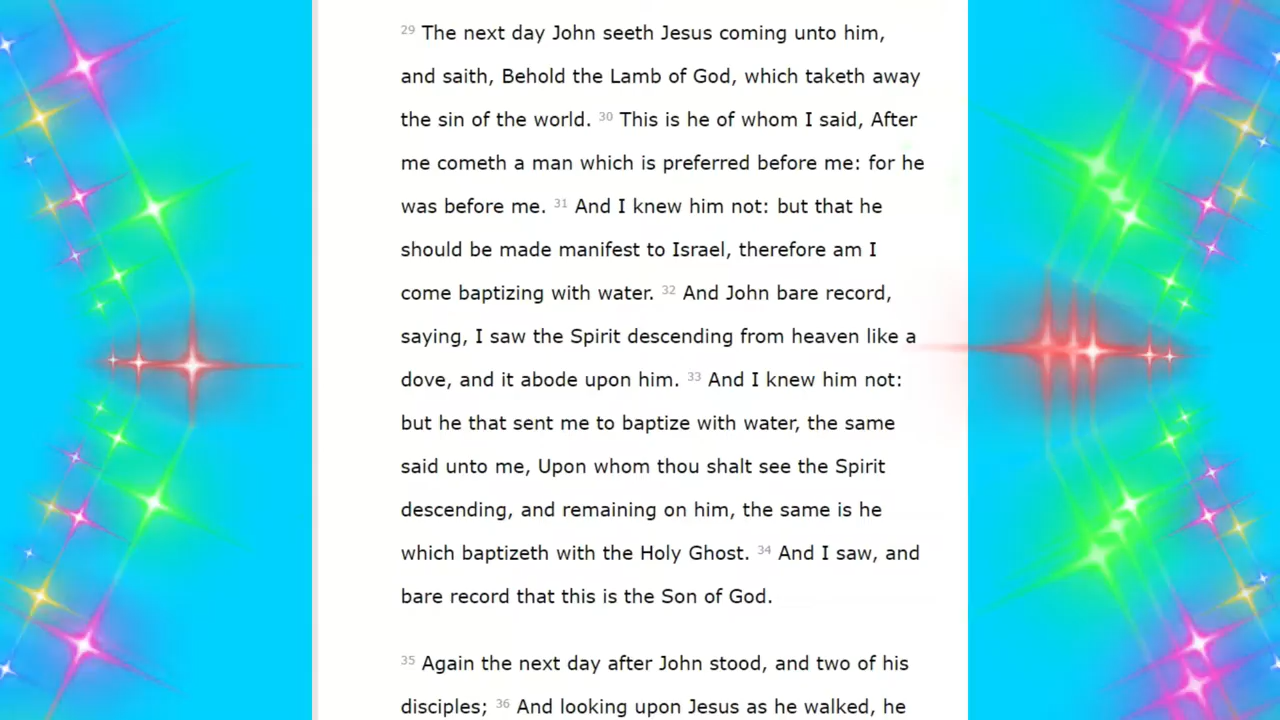 29 The next day John seeth Jesus coming unto him,
and saith, Behold the Lamb of God, which taketh away
the sin of the world. 30 This is he of whom I said, After
me cometh a man which is preferred before me: for he
was before me. 31 And I knew him not: but that he
should be made manifest to Israel, therefore am I
come baptizing with water. 32 And John bare record,
saying, I saw the Spirit descending from heaven like a
dove, and it abode upon him. 33 And I knew him not:
but he that sent me to baptize with water, the same
said unto me, Upon whom thou shalt see the Spirit
descending, and remaining on him, the same is he
which baptizeth with the Holy Ghost. 34 And I saw, and
bare record that this is the Son of God.
35 Again the next day after John stood, and two of his
disciples; 36 And looking upon Jesus as he walked, he